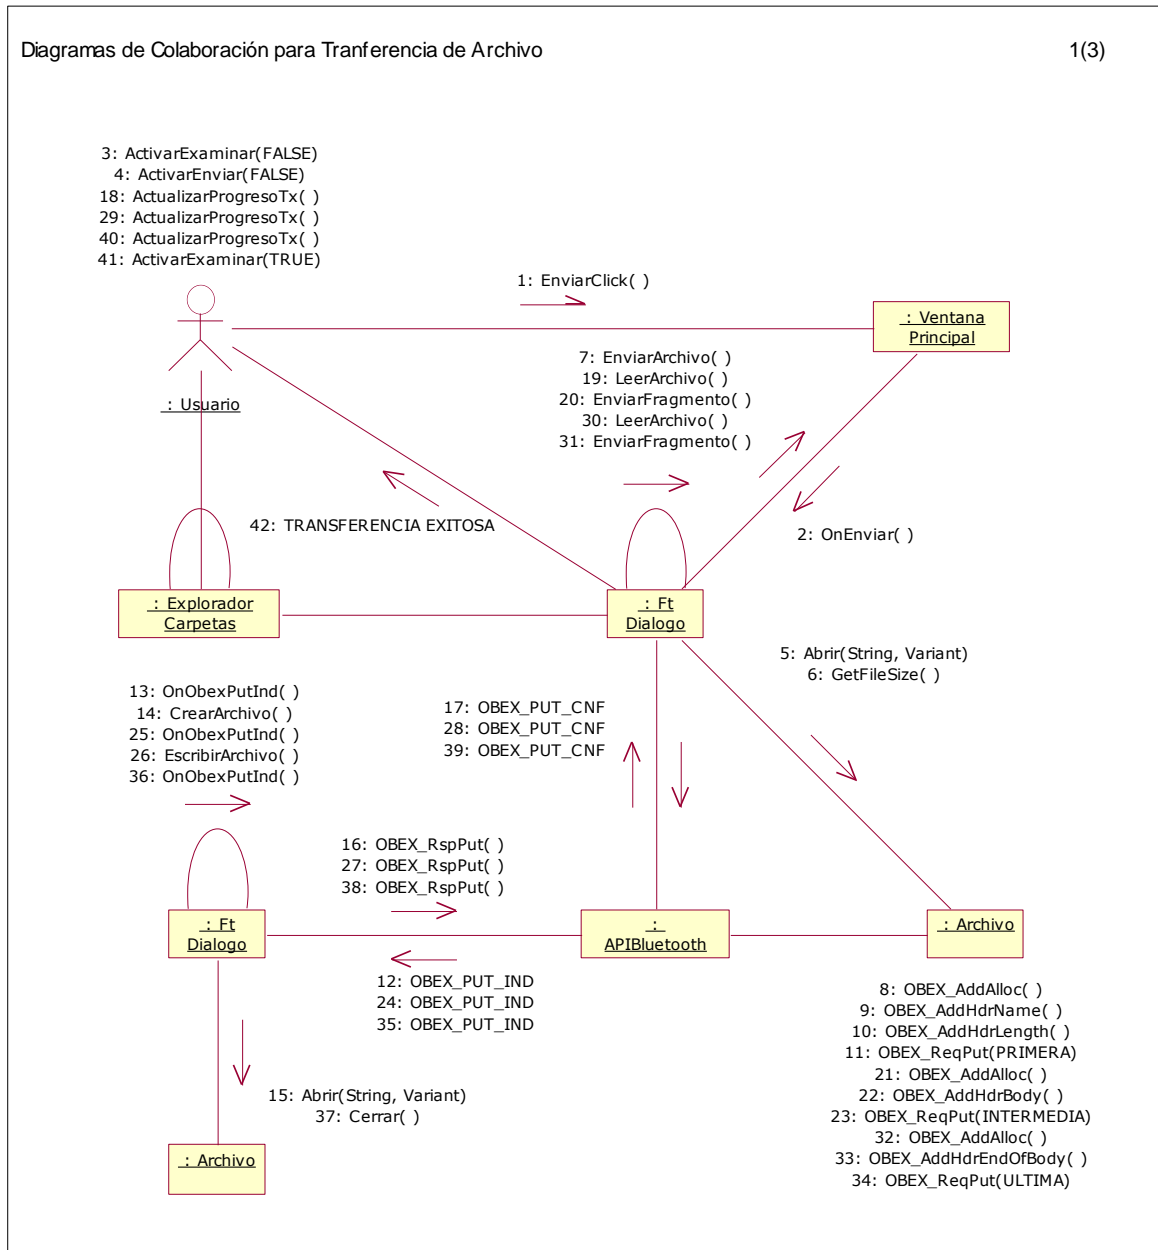 Diagramas de Colaboración para Tranferencia de Archivo
1(3)
3: ActivarExaminar(FALSE)
4: ActivarEnviar(FALSE)
18: ActualizarProgresoTx( )
29: ActualizarProgresoTx( )
40: ActualizarProgresoTx( )
41: ActivarExaminar(TRUE)
1: EnviarClick( )
: Ventana
Principal
: Usuario
7: EnviarArchivo( )
19: LeerArchivo( )
20: EnviarFragmento( )
30: LeerArchivo( )
31: EnviarFragmento( )
42: TRANSFERENCIA EXITOSA
2: OnEnviar( )
: Explorador
Carpetas
: Ft
Dialogo
5: Abrir(String, Variant)
6: GetFileSize( )
13: OnObexPutInd( )
14: CrearArchivo( )
25: OnObexPutInd( )
26: EscribirArchivo( )
36: OnObexPutInd( )
17: OBEX_PUT_CNF
28: OBEX_PUT_CNF
39: OBEX_PUT_CNF
16: OBEX_RspPut( )
27: OBEX_RspPut( )
38: OBEX_RspPut( )
: Ft
Dialogo
:
APIBluetooth
: Archivo
12: OBEX_PUT_IND
24: OBEX_PUT_IND
35: OBEX_PUT_IND
8: OBEX_AddAlloc( )
9: OBEX_AddHdrName( )
10: OBEX_AddHdrLength( )
11: OBEX_ReqPut(PRIMERA)
21: OBEX_AddAlloc( )
22: OBEX_AddHdrBody( )
23: OBEX_ReqPut(INTERMEDIA)
32: OBEX_AddAlloc( )
33: OBEX_AddHdrEndOfBody( )
34: OBEX_ReqPut(ULTIMA)
15: Abrir(String, Variant)
37: Cerrar( )
: Archivo